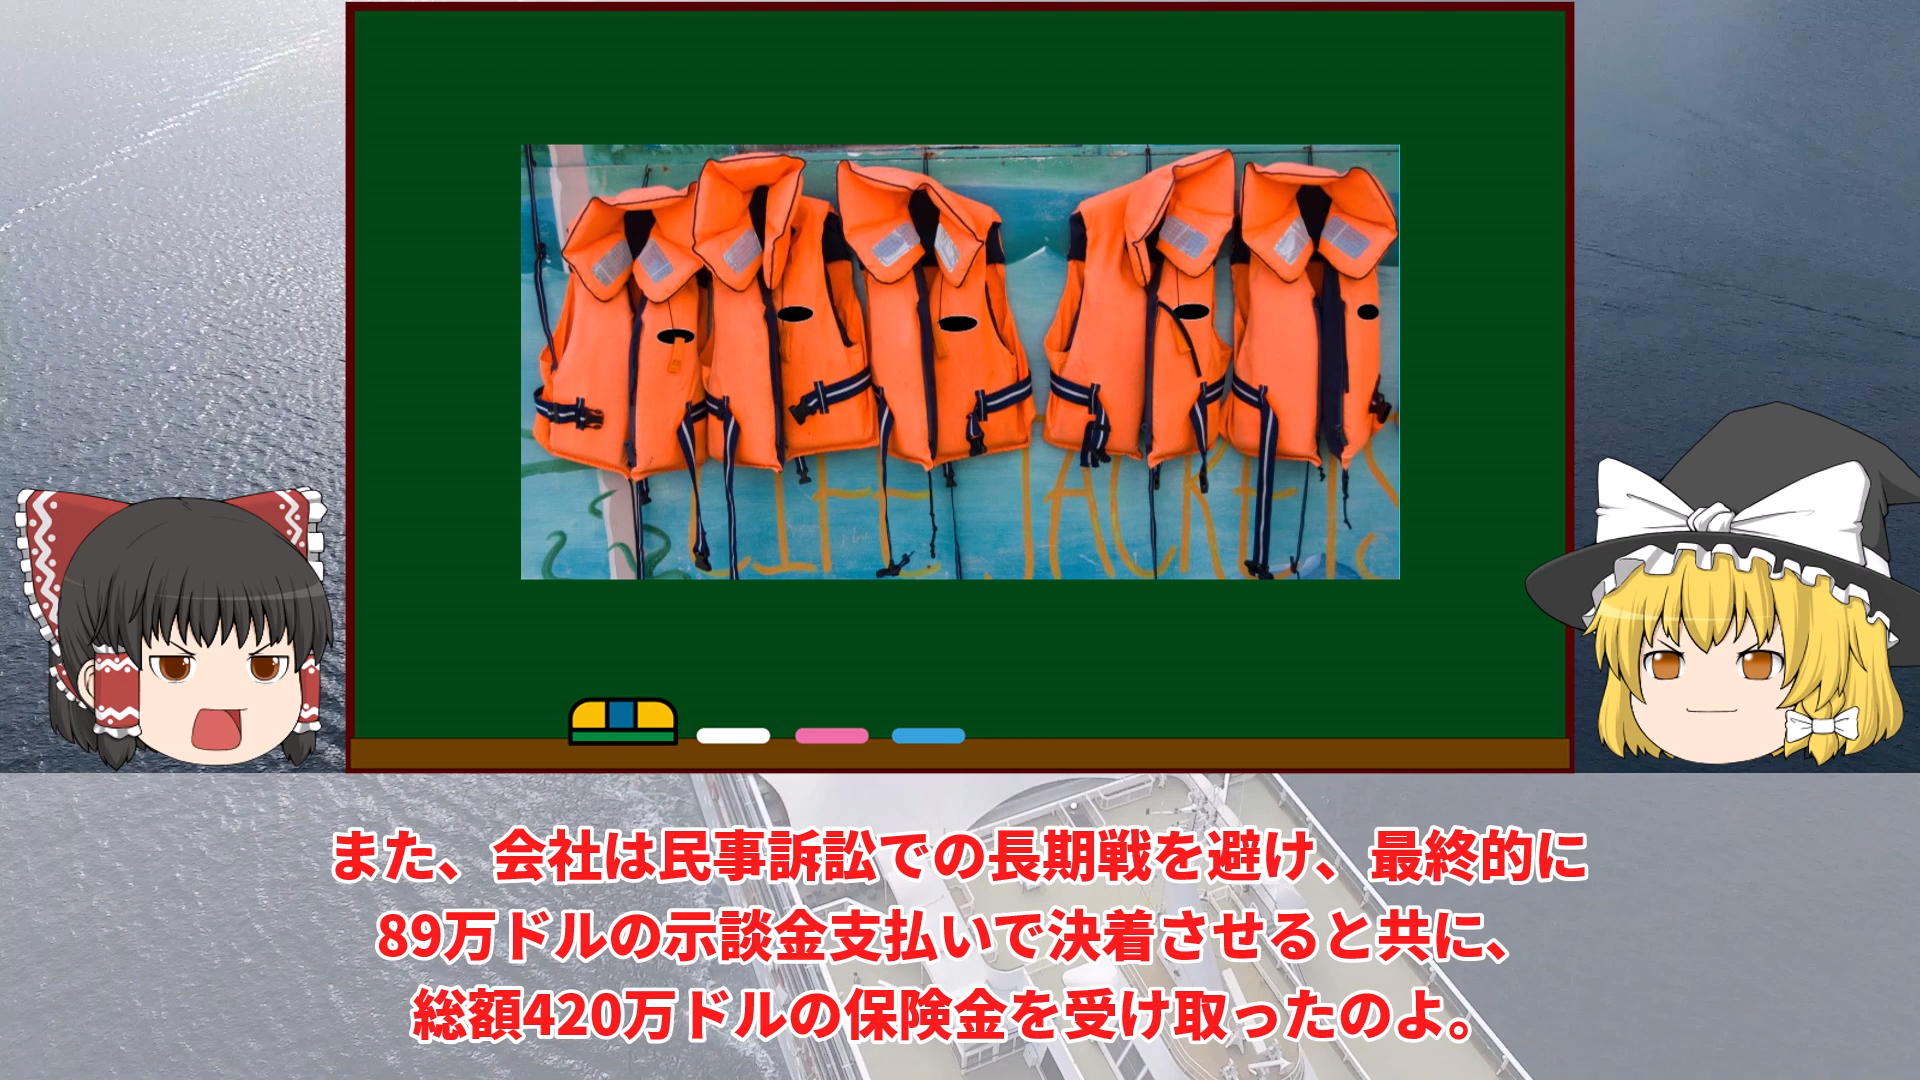 LIFE JACKETS
また、会社は民事訴訟での長期戦を避け、最終的に
89万ドルの示談金支払いで決着させると共に、
総額420万ドルの保険金を受け取ったのよ。